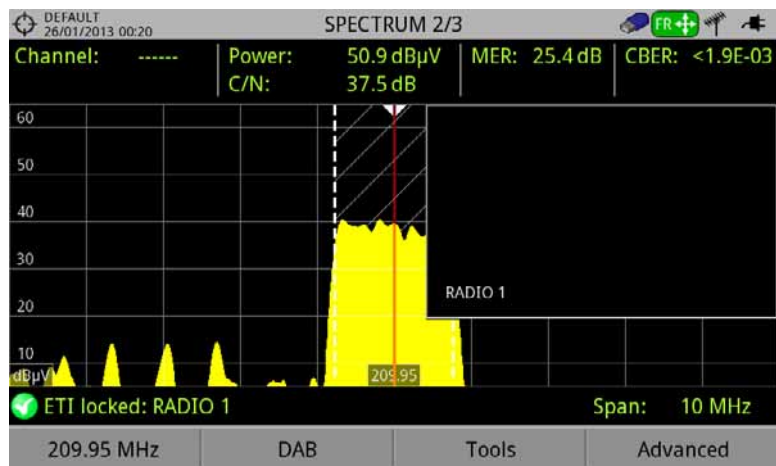 DEFAULT
26/01/2013 00:20
SPECTRUM 2/3
FR
Channel: ------
Power: 50.9 dBµV
C/N: 37.5 dB
MER: 25.4 dB
CBER: <1.9E-03
60
50
40
30
20
10
dBµV
RADIO 1
209.95
ETI locked: RADIO 1
Span: 10 MHz
209.95 MHz
DAB
Tools
Advanced